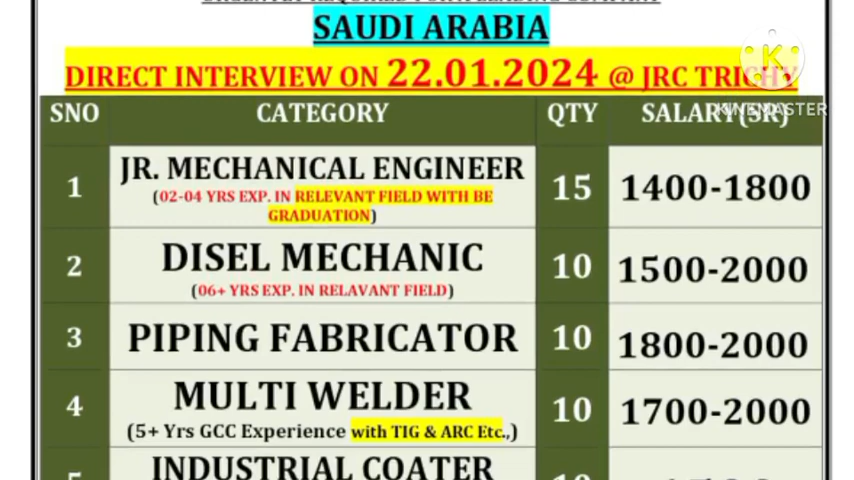 SAUDI ARABIA
DIRECT INTERVIEW ON 22.01.2024 @ JRC TRICHY
KINEMASTER
SNO CATEGORY QTY SALARY(SR)
1 JR. MECHANICAL ENGINEER 15 1400-1800
(02-04 YRS EXP. IN RELEVANT FIELD WITH BE
GRADUATION)
2 DISEL MECHANIC 10 1500-2000
(06+ YRS EXP. IN RELAVANT FIELD)
3 PIPING FABRICATOR 10 1800-2000
4 MULTI WELDER 10 1700-2000
(5+ Yrs GCC Experience with TIG & ARC Etc.,)
INDUSTRIAL COATER